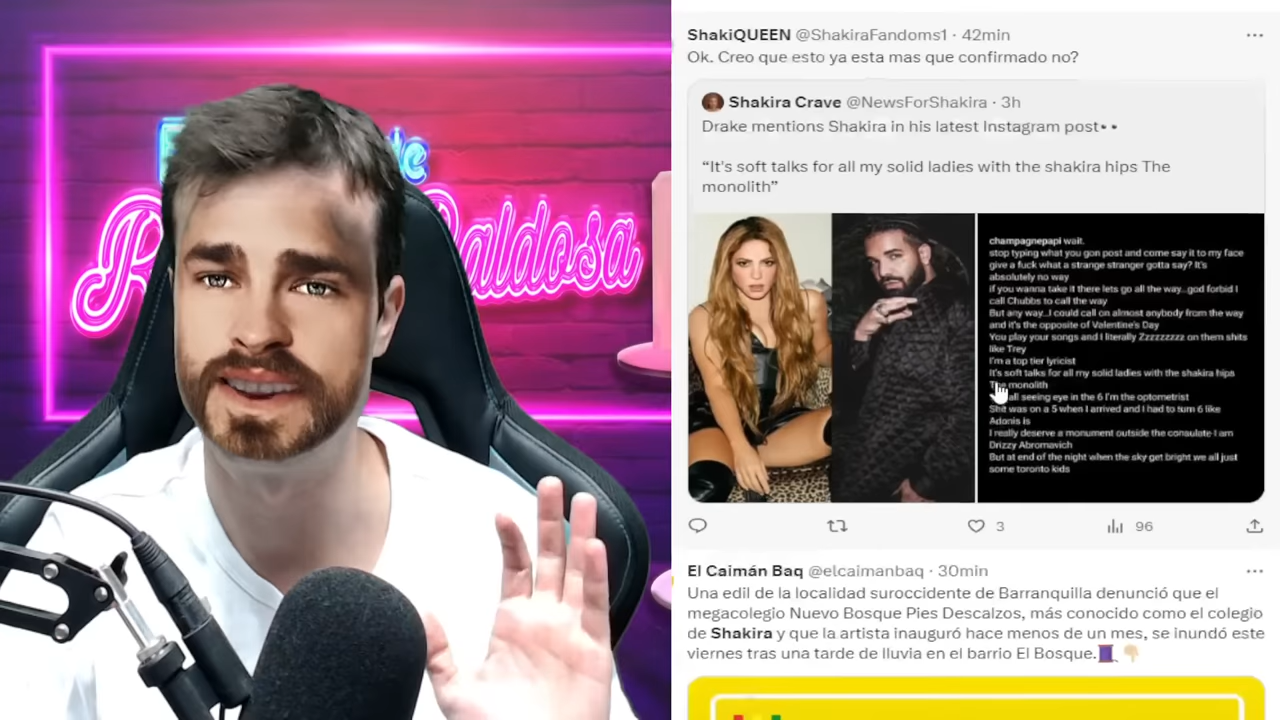 de
R
aldosa
ShakiQUEEN @ShakiraFandoms1 · 42min
Ok. Creo que esto ya esta mas que confirmado no?
Shakira Crave @NewsForShakira · 3h
Drake mentions Shakira in his latest Instagram post👀
“It's soft talks for all my solid ladies with the shakira hips The
monolith”
champagnepapi wait.
stop typing what you gon post and come say it to my face
give a fuck what a strange stranger gotta say? It's
absolutely no way
if you wanna take it there lets go all the way...god forbid I
call Chubbs to call the way
But any way...I could call on almost anybody from the way
and it's the opposite of Valentine's Day
You play your songs and I literally Zzzzzzzzz on them shits
like Trey
I'm a top tier lyricist
It's soft talks for all my solid ladies with the shakira hips
The monolith
all seeing eye in the 6 I'm the optometrist
Shit was on a 5 when I arrived and I had to turn 6 like
Adonis is
I really deserve a monument outside the consulate I am
Drizzy Abromavich
But at end of the night when the sky get bright we all just
some toronto kids
3
96
El Caimán Baq @elcaimanbaq · 30min
Una edil de la localidad suroccidente de Barranquilla denunció que el
megacolegio Nuevo Bosque Pies Descalzos, más conocido como el colegio
de Shakira y que la artista inauguró hace menos de un mes, se inundó este
viernes tras una tarde de lluvia en el barrio El Bosque.🧵👇🏻